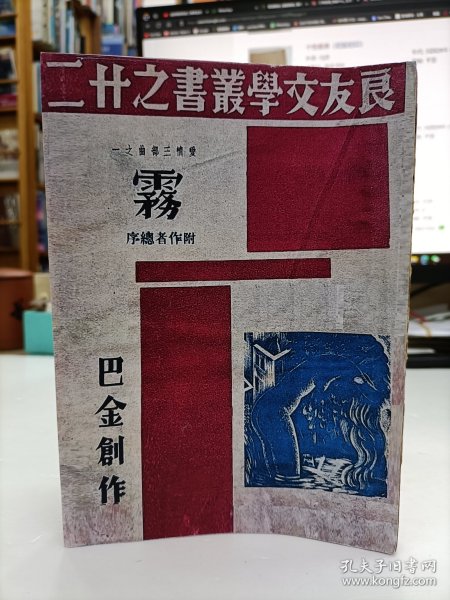 良友文學叢書之廿二
愛情三部曲之一
霧
附作者總序
巴金創作
孔夫子旧书网
www.kongfz.com